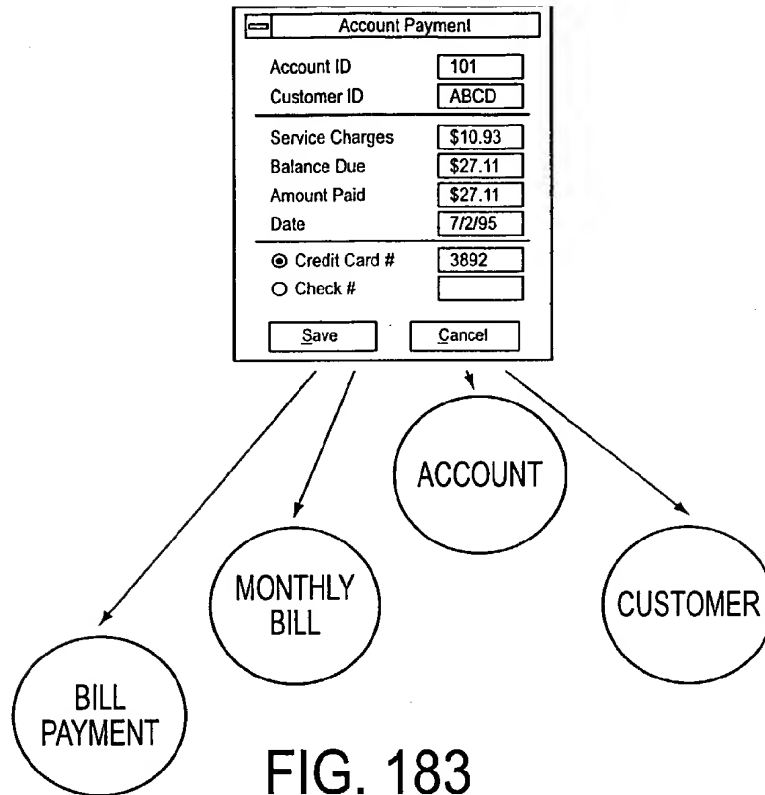 Account Payment
Account ID 101
Customer ID ABCD
Service Charges $10.93
Balance Due $27.11
Amount Paid $27.11
Date 7/2/95
Credit Card # 3892
Check #
Save Cancel
ACCOUNT
MONTHLY
BILL
CUSTOMER
BILL
PAYMENT
FIG. 183